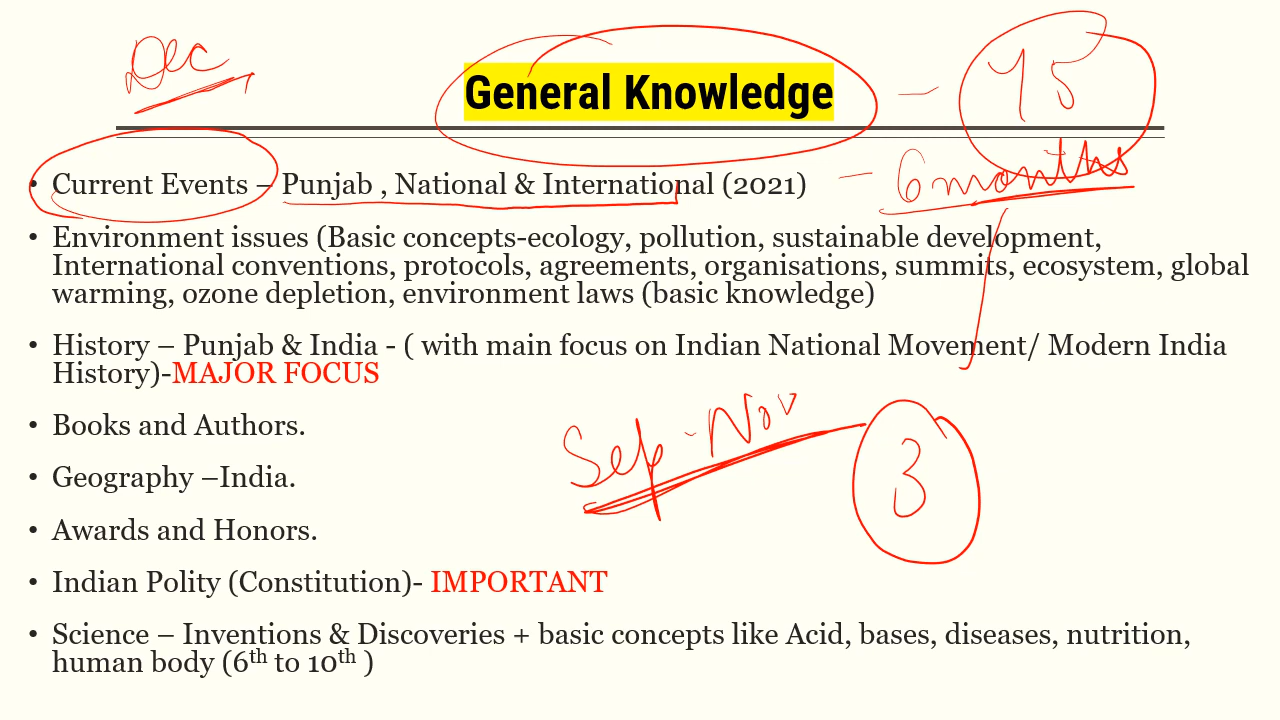 Dec
General Knowledge - 45
• Current Events – Punjab , National & International (2021) - 6 months
• Environment issues (Basic concepts-ecology, pollution, sustainable development,
International conventions, protocols, agreements, organisations, summits, ecosystem, global
warming, ozone depletion, environment laws (basic knowledge)
• History – Punjab & India - ( with main focus on Indian National Movement/ Modern India
History)-MAJOR FOCUS
• Books and Authors.
Sep - Nov 3
• Geography –India.
• Awards and Honors.
• Indian Polity (Constitution)- IMPORTANT
• Science – Inventions & Discoveries + basic concepts like Acid, bases, diseases, nutrition,
human body (6th to 10th )